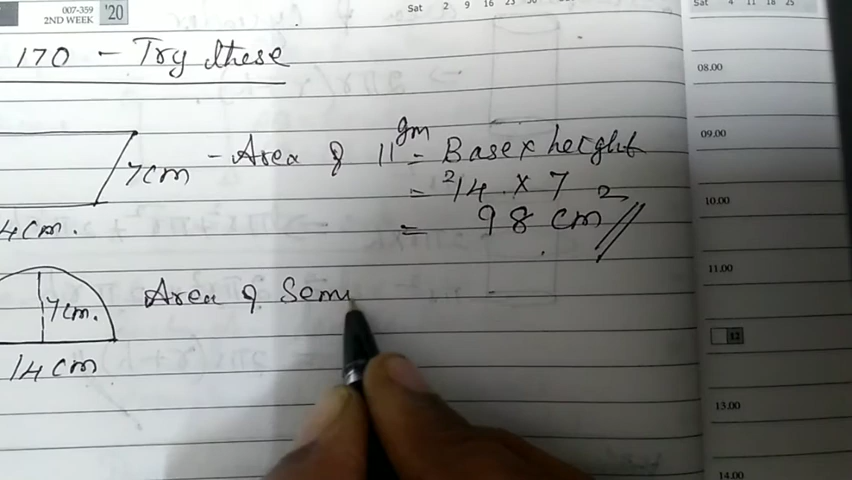 007-359
2ND WEEK '20
Sat 2 9 16 23 30
Sat 4 11 18 25
170 - Try these
7cm - Area of ||gm = Base x height
= 14 x 7
= 98 cm2//
4cm.
7cm.
Area of Semi
14cm
08.00
09.00
10.00
11.00
12
13.00
14.00